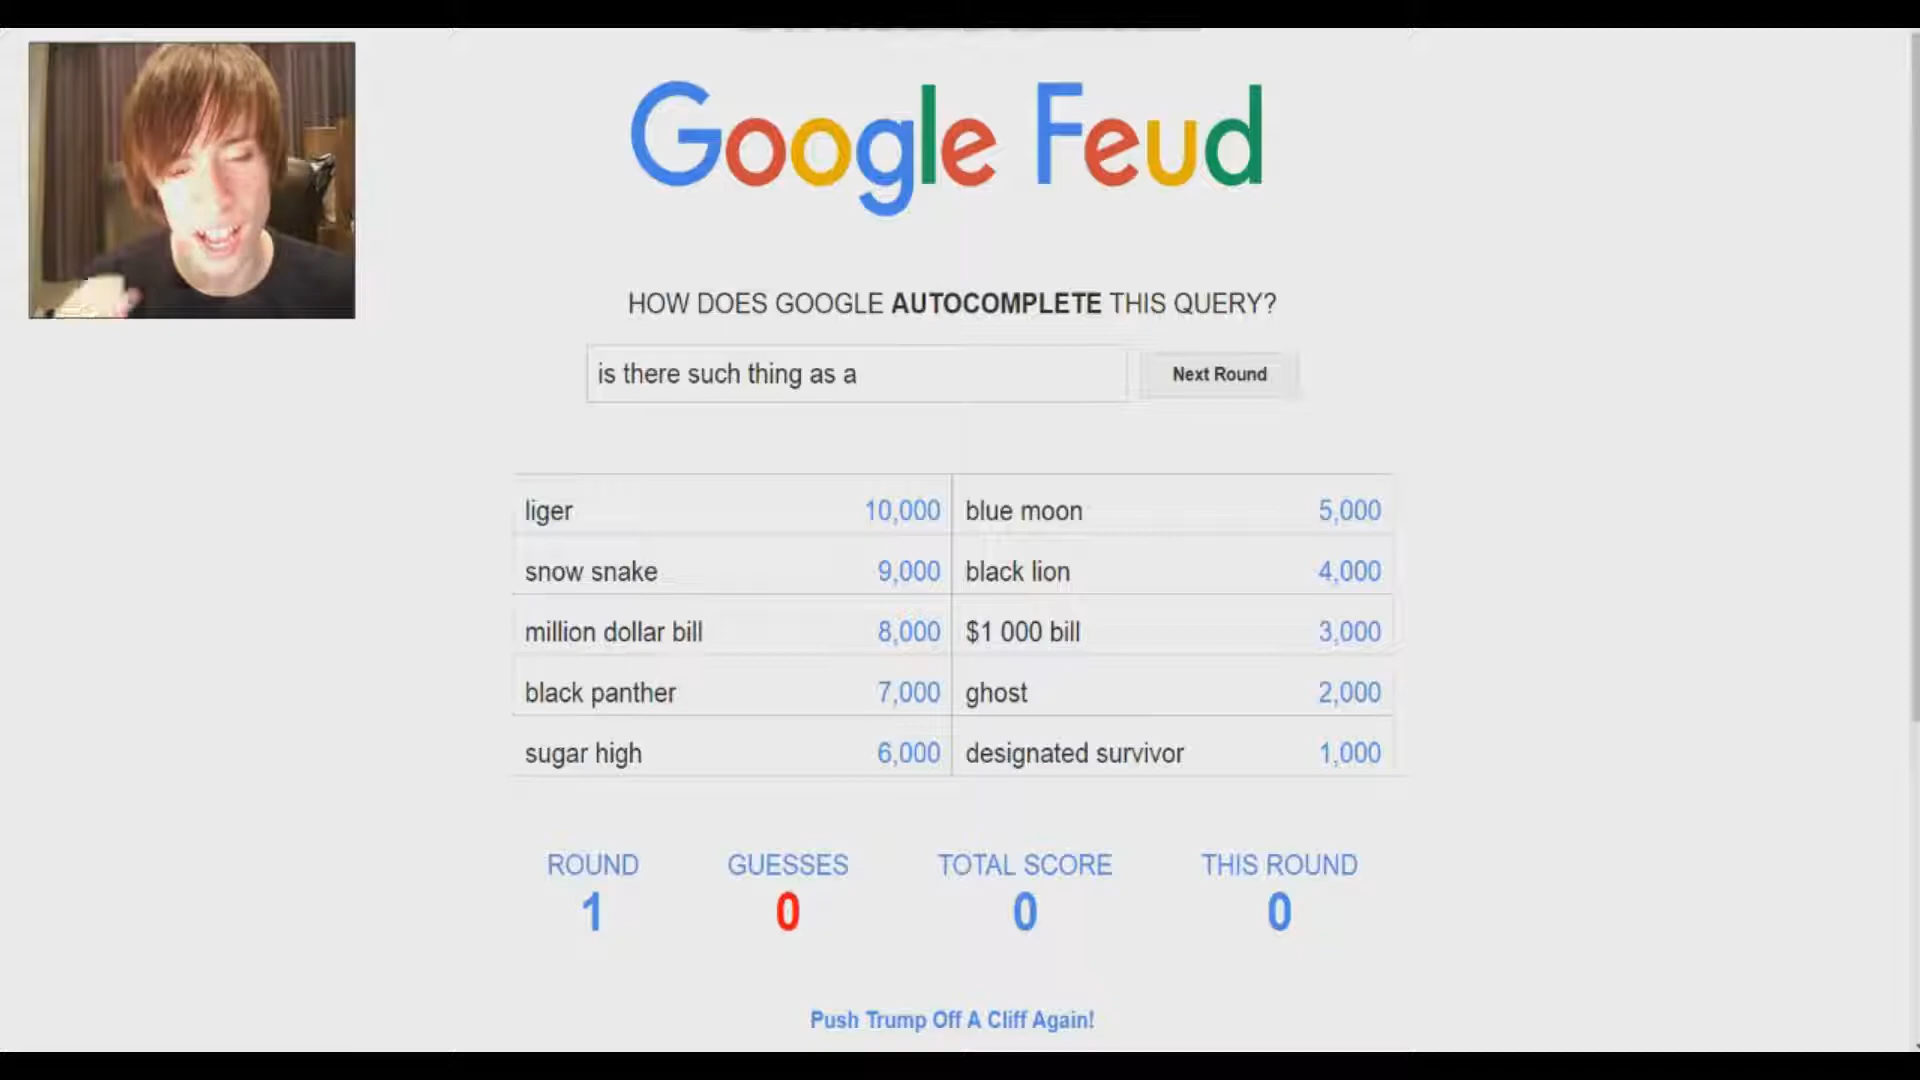 Google Feud
HOW DOES GOOGLE AUTOCOMPLETE THIS QUERY?
is there such thing as a
Next Round
liger 10,000
snow snake 9,000
million dollar bill 8,000
black panther 7,000
sugar high 6,000
blue moon 5,000
black lion 4,000
$1 000 bill 3,000
ghost 2,000
designated survivor 1,000
ROUND GUESSES TOTAL SCORE THIS ROUND
1 0 0 0
Push Trump Off A Cliff Again!